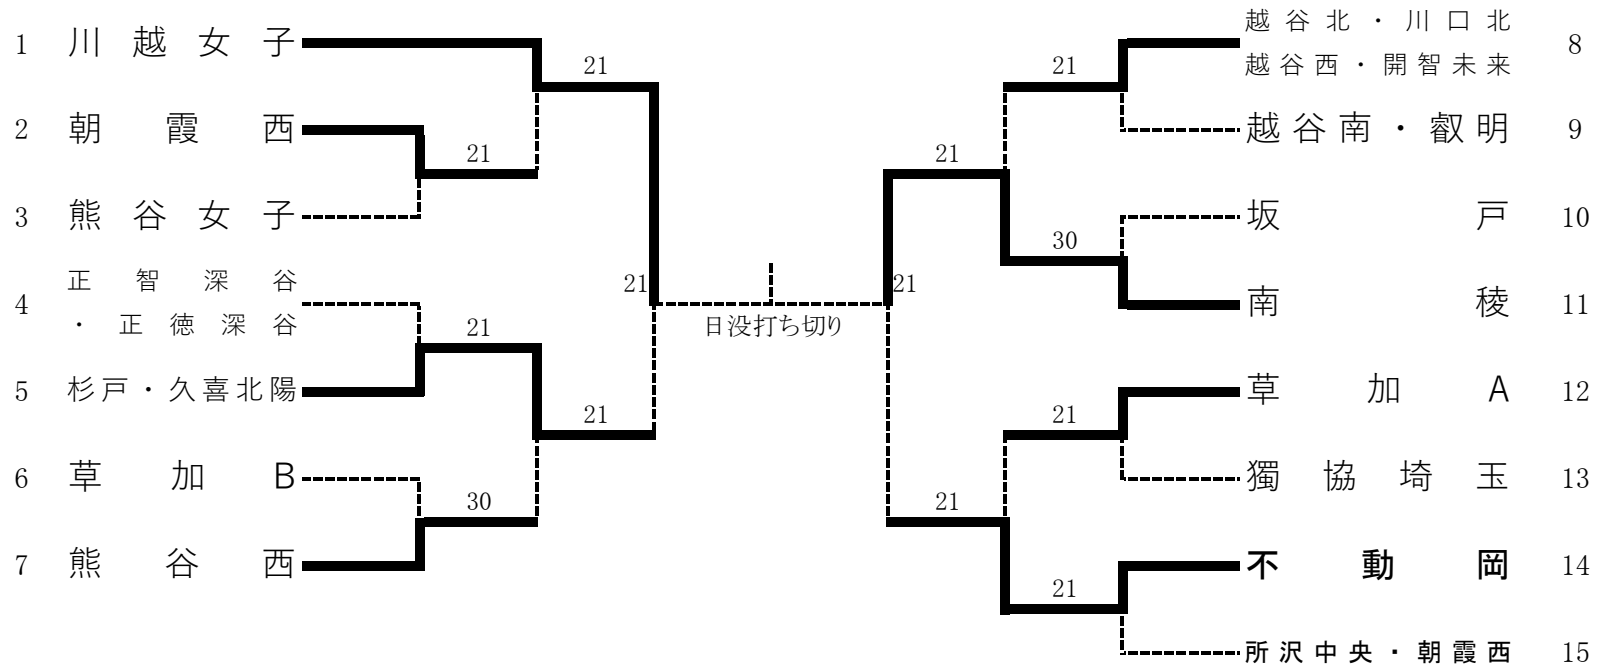 1 川越女子
2 朝霞西
3 熊谷女子
4 正智深谷
・正徳深谷
5 杉戸・久喜北陽
6 草加B
7 熊谷西
21
21
21
21
21
30
日没打ち切り
21
21
30
21
21
21
21
越谷北・川口北
越谷西・開智未来 8
越谷南・叡明 9
坂戸 10
南稜 11
草加A 12
獨協埼玉 13
不動岡 14
所沢中央・朝霞西 15